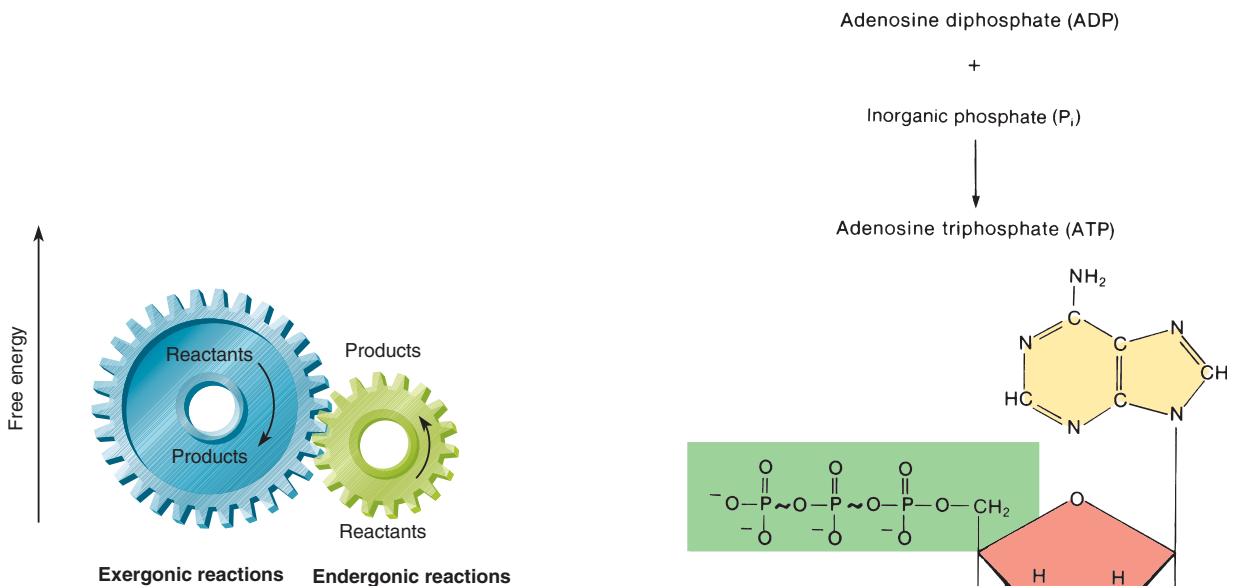 Free energy
Reactants
Products
Products
Reactants
Exergonic reactions
Endergonic reactions
Adenosine diphosphate (ADP)
+
Inorganic phosphate (Pi)
Adenosine triphosphate (ATP)
NH2
C
N
N
C
CH
HC
C
N
N
O O O
−O—P~O—P~O—P—O—CH2
−O −O −O
O
H H